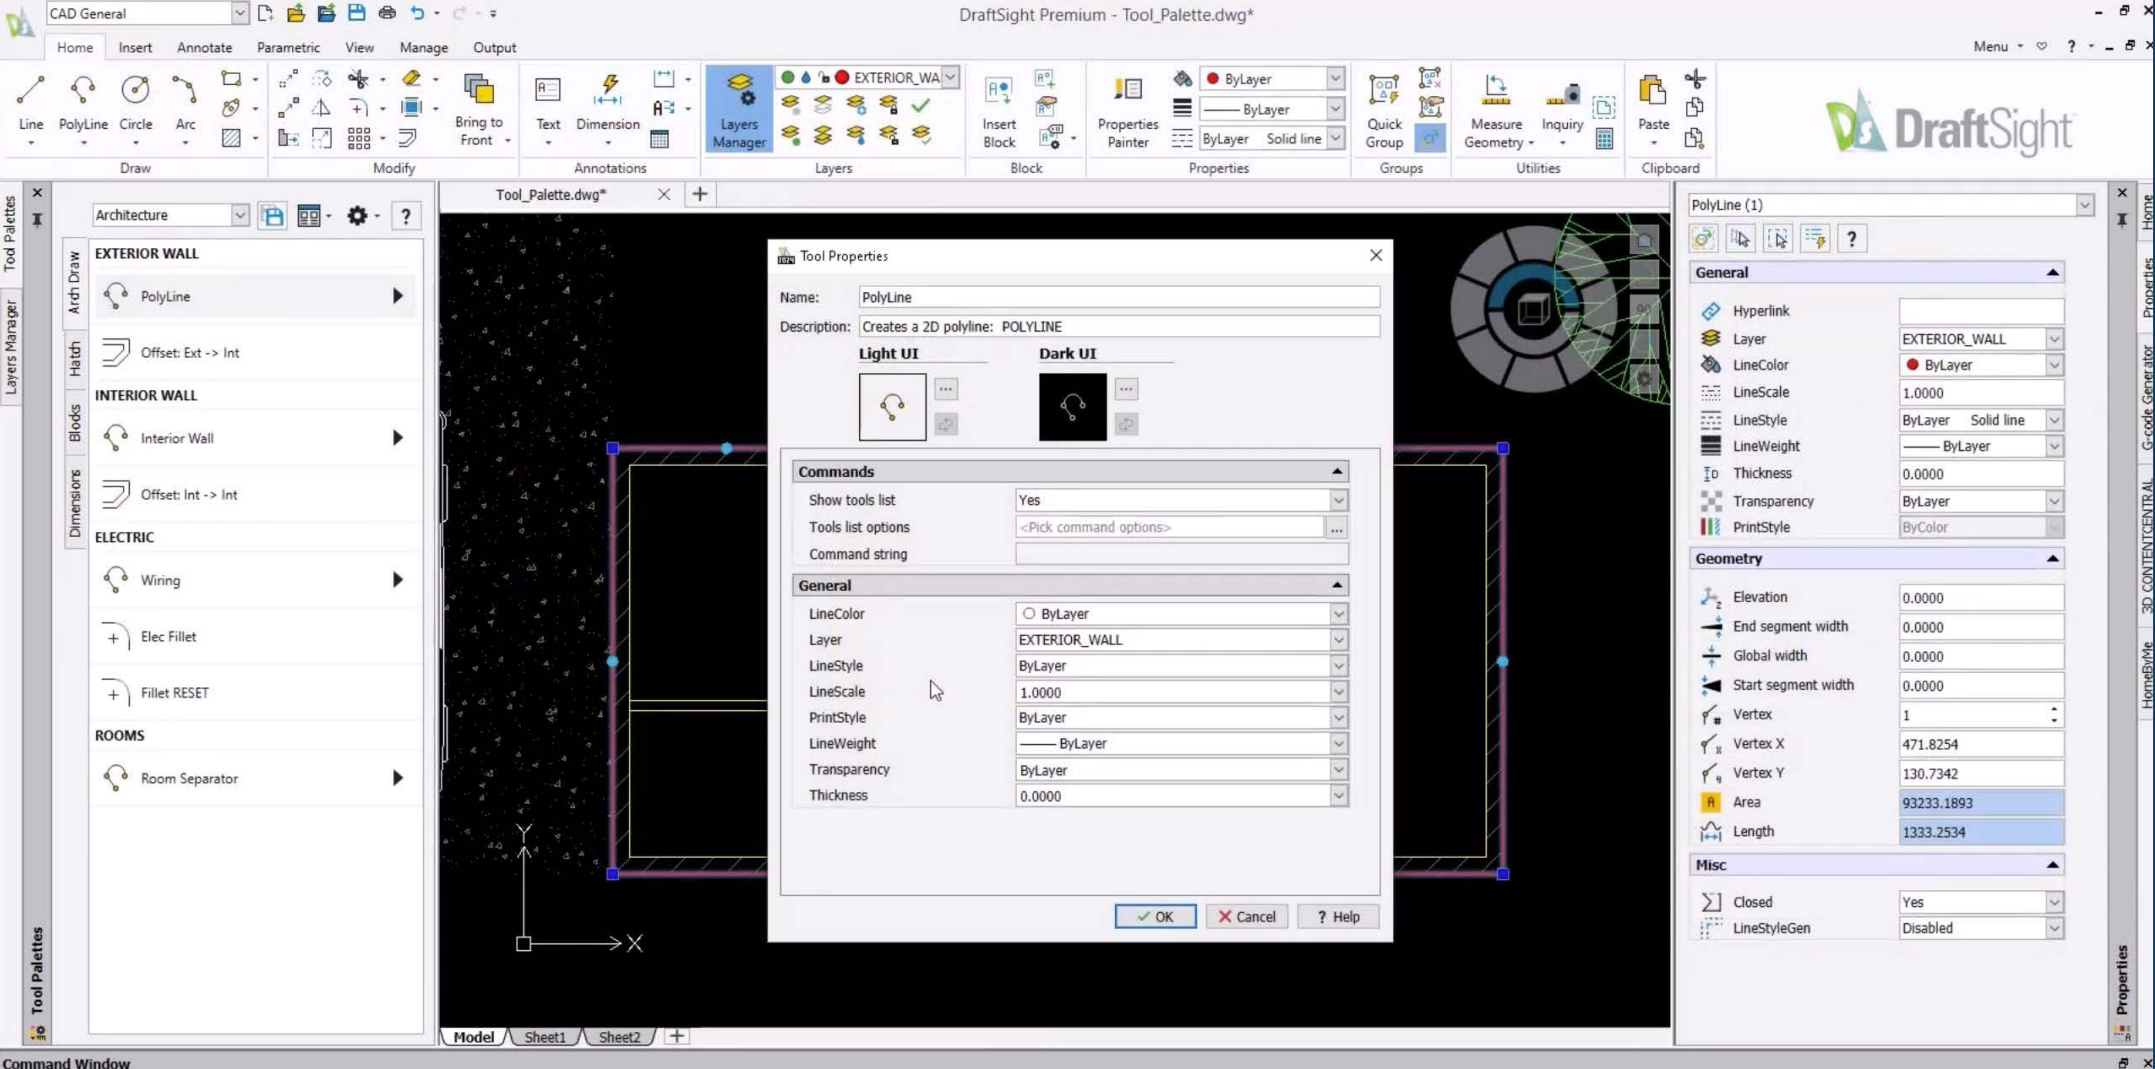 CAD General
DraftSight Premium - Tool_Palette.dwg*
Home Insert Annotate Parametric View Manage Output
Menu ?
Line PolyLine Circle Arc
Draw
Bring to
Front
Modify
Text Dimension
Annotations
Layers
Manager
EXTERIOR_WA
Layers
Insert
Block
Block
Properties
Painter
ByLayer
ByLayer
ByLayer Solid line
Properties
Quick
Group
Groups
Measure
Geometry
Inquiry
Utilities
Paste
Clipboard
DraftSight
Tool Palettes
Layers Manager
Tool Palettes
Architecture
?
Arch Draw
Hatch
Blocks
Dimensions
EXTERIOR WALL
PolyLine
Offset: Ext -> Int
INTERIOR WALL
Interior Wall
Offset: Int -> Int
ELECTRIC
Wiring
Elec Fillet
Fillet RESET
ROOMS
Room Separator
Tool_Palette.dwg*
Tool Properties
Name: PolyLine
Description: Creates a 2D polyline: POLYLINE
Light UI Dark UI
Commands
Show tools list Yes
Tools list options <Pick command options> ...
Command string
General
LineColor ByLayer
Layer EXTERIOR_WALL
LineStyle ByLayer
LineScale 1.0000
PrintStyle ByLayer
LineWeight ByLayer
Transparency ByLayer
Thickness 0.0000
OK Cancel ? Help
Y
X
Model Sheet1 Sheet2
PolyLine (1)
?
General
Hyperlink
Layer EXTERIOR_WALL
LineColor ByLayer
LineScale 1.0000
LineStyle ByLayer Solid line
LineWeight ByLayer
Thickness 0.0000
Transparency ByLayer
PrintStyle ByColor
Geometry
Elevation 0.0000
End segment width 0.0000
Global width 0.0000
Start segment width 0.0000
Vertex 1
Vertex X 471.8254
Vertex Y 130.7342
Area 93233.1893
Length 1333.2534
Misc
Closed Yes
LineStyleGen Disabled
Home
Properties
G-code Generator
3D CONTENTCENTRAL
HomeByMe
Properties
Command Window